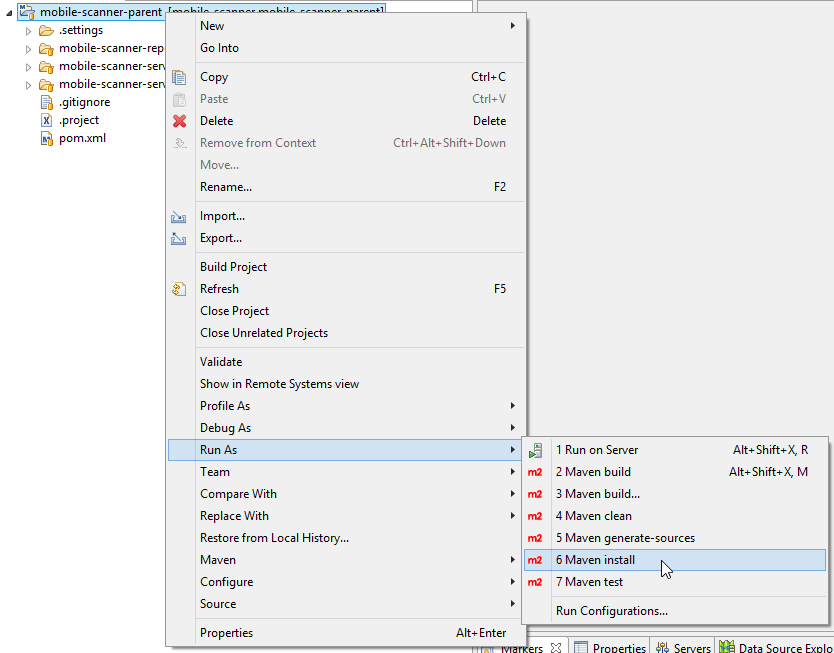 mobile-scanner-parent [mobile-scanner mobile-scanner-parent]
.settings
mobile-scanner-rep
mobile-scanner-serv
mobile-scanner-serv
.gitignore
.project
pom.xml
New
Go Into
Copy Ctrl+C
Paste Ctrl+V
Delete Delete
Remove from Context Ctrl+Alt+Shift+Down
Move...
Rename... F2
Import...
Export...
Build Project
Refresh F5
Close Project
Close Unrelated Projects
Validate
Show in Remote Systems view
Profile As
Debug As
Run As
Team
Compare With
Replace With
Restore from Local History...
Maven
Configure
Source
Properties Alt+Enter
1 Run on Server Alt+Shift+X, R
m2 2 Maven build Alt+Shift+X, M
m2 3 Maven build...
m2 4 Maven clean
m2 5 Maven generate-sources
m2 6 Maven install
m2 7 Maven test
Run Configurations...
Markers Properties Servers Data Source Explo